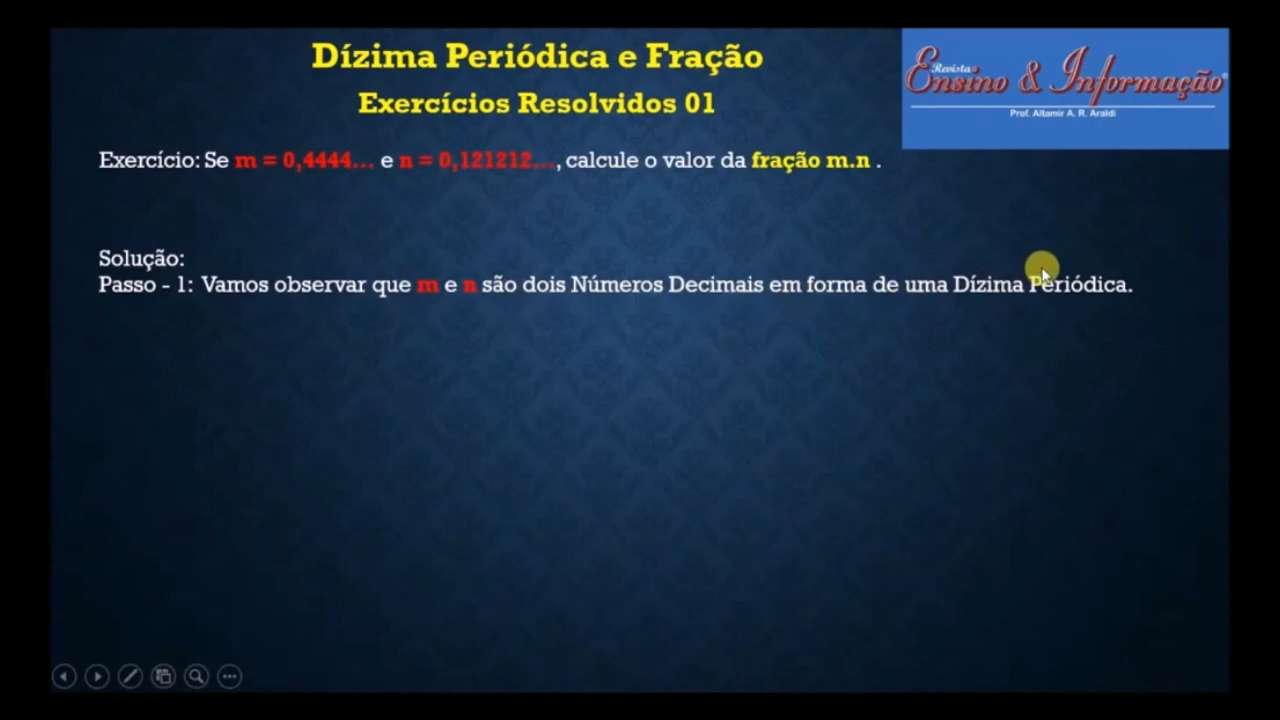 Dízima Periódica e Fração
Exercícios Resolvidos 01
Revista
Ensino & Informação®
Prof. Altamir A. R. Araldi
Exercício: Se m = 0,4444... e n = 0,121212..., calcule o valor da fração m.n .
Solução:
Passo - 1: Vamos observar que m e n são dois Números Decimais em forma de uma Dízima Periódica.